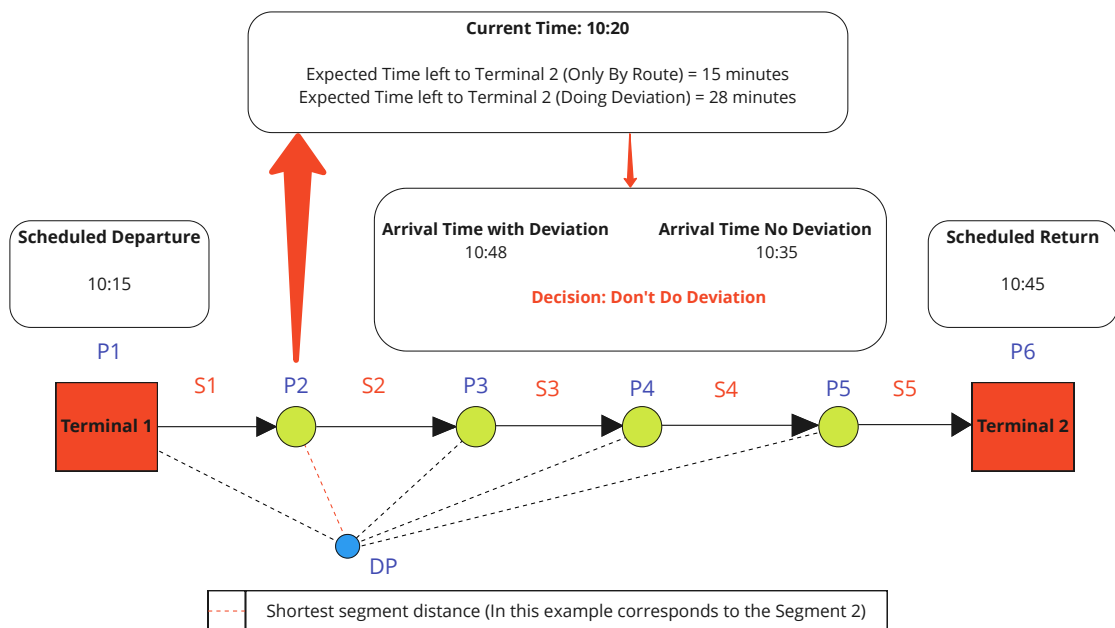 Current Time: 10:20
Expected Time left to Terminal 2 (Only By Route) = 15 minutes
Expected Time left to Terminal 2 (Doing Deviation) = 28 minutes
Scheduled Departure
10:15
Arrival Time with Deviation
10:48
Arrival Time No Deviation
10:35
Decision: Don't Do Deviation
Scheduled Return
10:45
P1
P6
S1
P2
S2
P3
S3
P4
S4
P5
S5
Terminal 1
Terminal 2
DP
Shortest segment distance (In this example corresponds to the Segment 2)